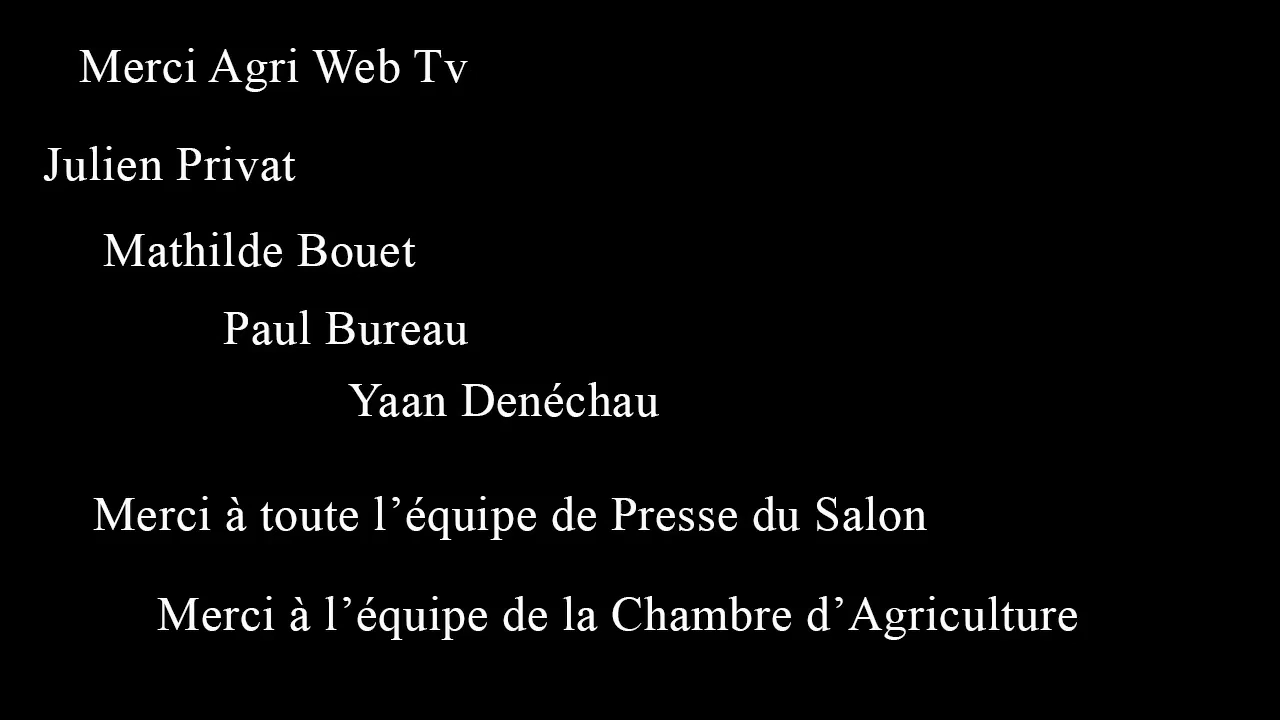 Merci Agri Web Tv
Julien Privat
Mathilde Bouet
Paul Bureau
Yaan Denéchau
Merci à toute l’équipe de Presse du Salon
Merci à l’équipe de la Chambre d’Agriculture